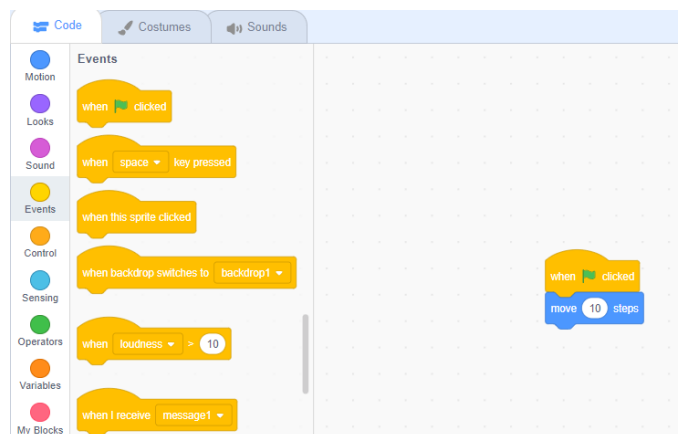 Code
Costumes
Sounds
Motion
Looks
Sound
Events
Control
Sensing
Operators
Variables
My Blocks
Events
when clicked
when space key pressed
when this sprite clicked
when backdrop switches to backdrop1
when loudness > 10
when I receive message1
when clicked
move 10 steps